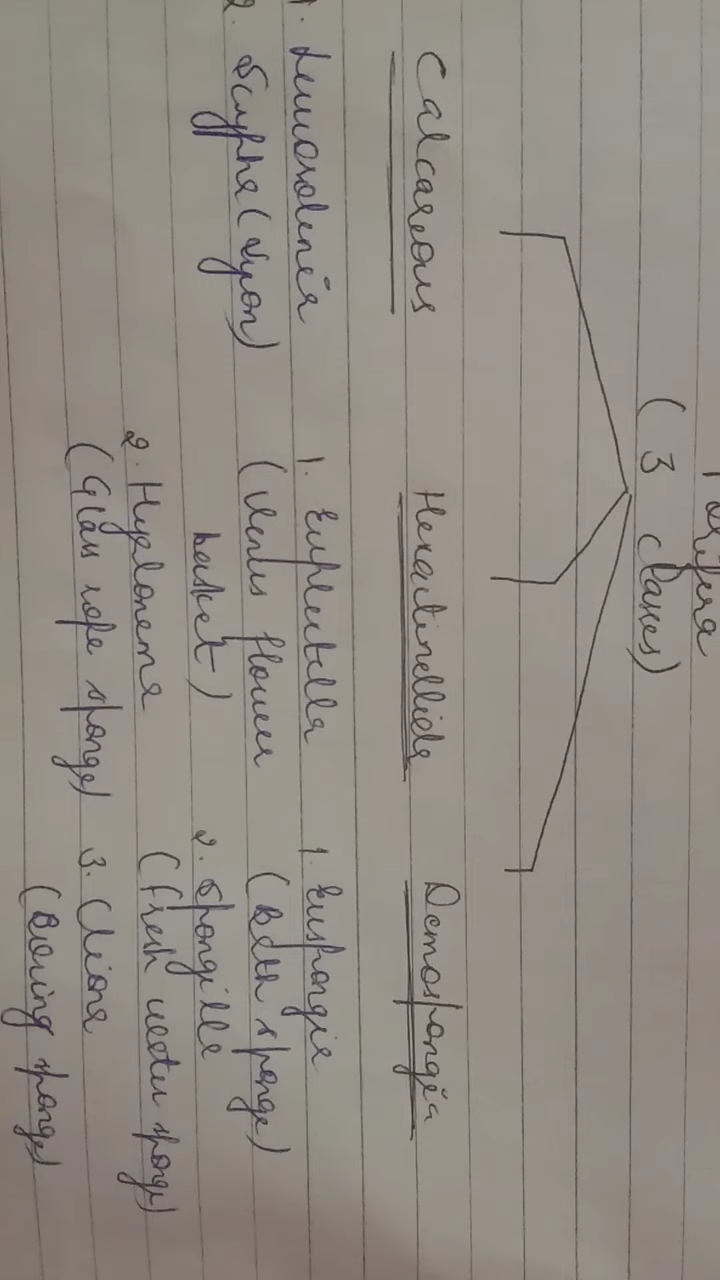 Porifera
(3 classes)
Calcareous
1. Leucosolenia
2. Scypha (Sycon)
Hexactinellida
1. Euplectella
(Venus flower
basket)
2. Hyalonema
(Glass rope sponge)
Demospongia
1. Euspongia
(Bath sponge)
2. Spongilla
(fresh water sponge)
3. Cliona
(Boring sponge)